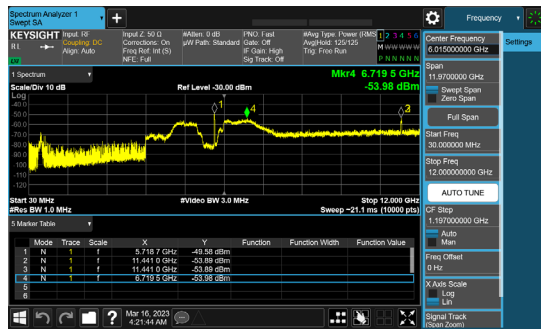 Spectrum Analyzer 1
Swept SA
+
Frequency
KEYSIGHT
Input: RF
Coupling: DC
Align: Auto
RL
Input Z: 50 Ω
Corrections: On
Freq Ref: Int (S)
NFE: Full
#Atten: 0 dB
µW Path: Standard
PNO: Fast
Gate: Off
IF Gain: High
Sig Track: Off
#Avg Type: Power (RMS
Avg|Hold: 125/125
Trig: Free Run
1 2 3 4 5 6
M W W W W W
P N N N N N
1 Spectrum
Scale/Div 10 dB
Ref Level -30.00 dBm
Mkr4 6.719 5 GHz
-53.98 dBm
Log
-40.0
-50.0
-60.0
-70.0
-80.0
-90.0
-100
-110
-120
1
4
Start 30 MHz
#Res BW 1.0 MHz
#Video BW 3.0 MHz
Stop 12.000 GHz
Sweep ~21.1 ms (10000 pts)
5 Marker Table
Mode Trace Scale X Y Function Function Width Function Value
1 N 1 f 5.718 7 GHz -49.58 dBm
2 N 1 f 11.441 0 GHz -53.89 dBm
3 N 1 f 11.441 0 GHz -53.89 dBm
4 N 1 f 6.719 5 GHz -53.98 dBm
5
6
Mar 16, 2023
4:21:44 AM
Settings
Center Frequency
6.015000000 GHz
Span
11.9700000 GHz
Swept Span
Zero Span
Full Span
Start Freq
30.000000 MHz
Stop Freq
12.00000000 GHz
AUTO TUNE
CF Step
1.197000000 GHz
Auto
Man
Freq Offset
0 Hz
X Axis Scale
Log
Lin
Signal Track
(Span Zoom)